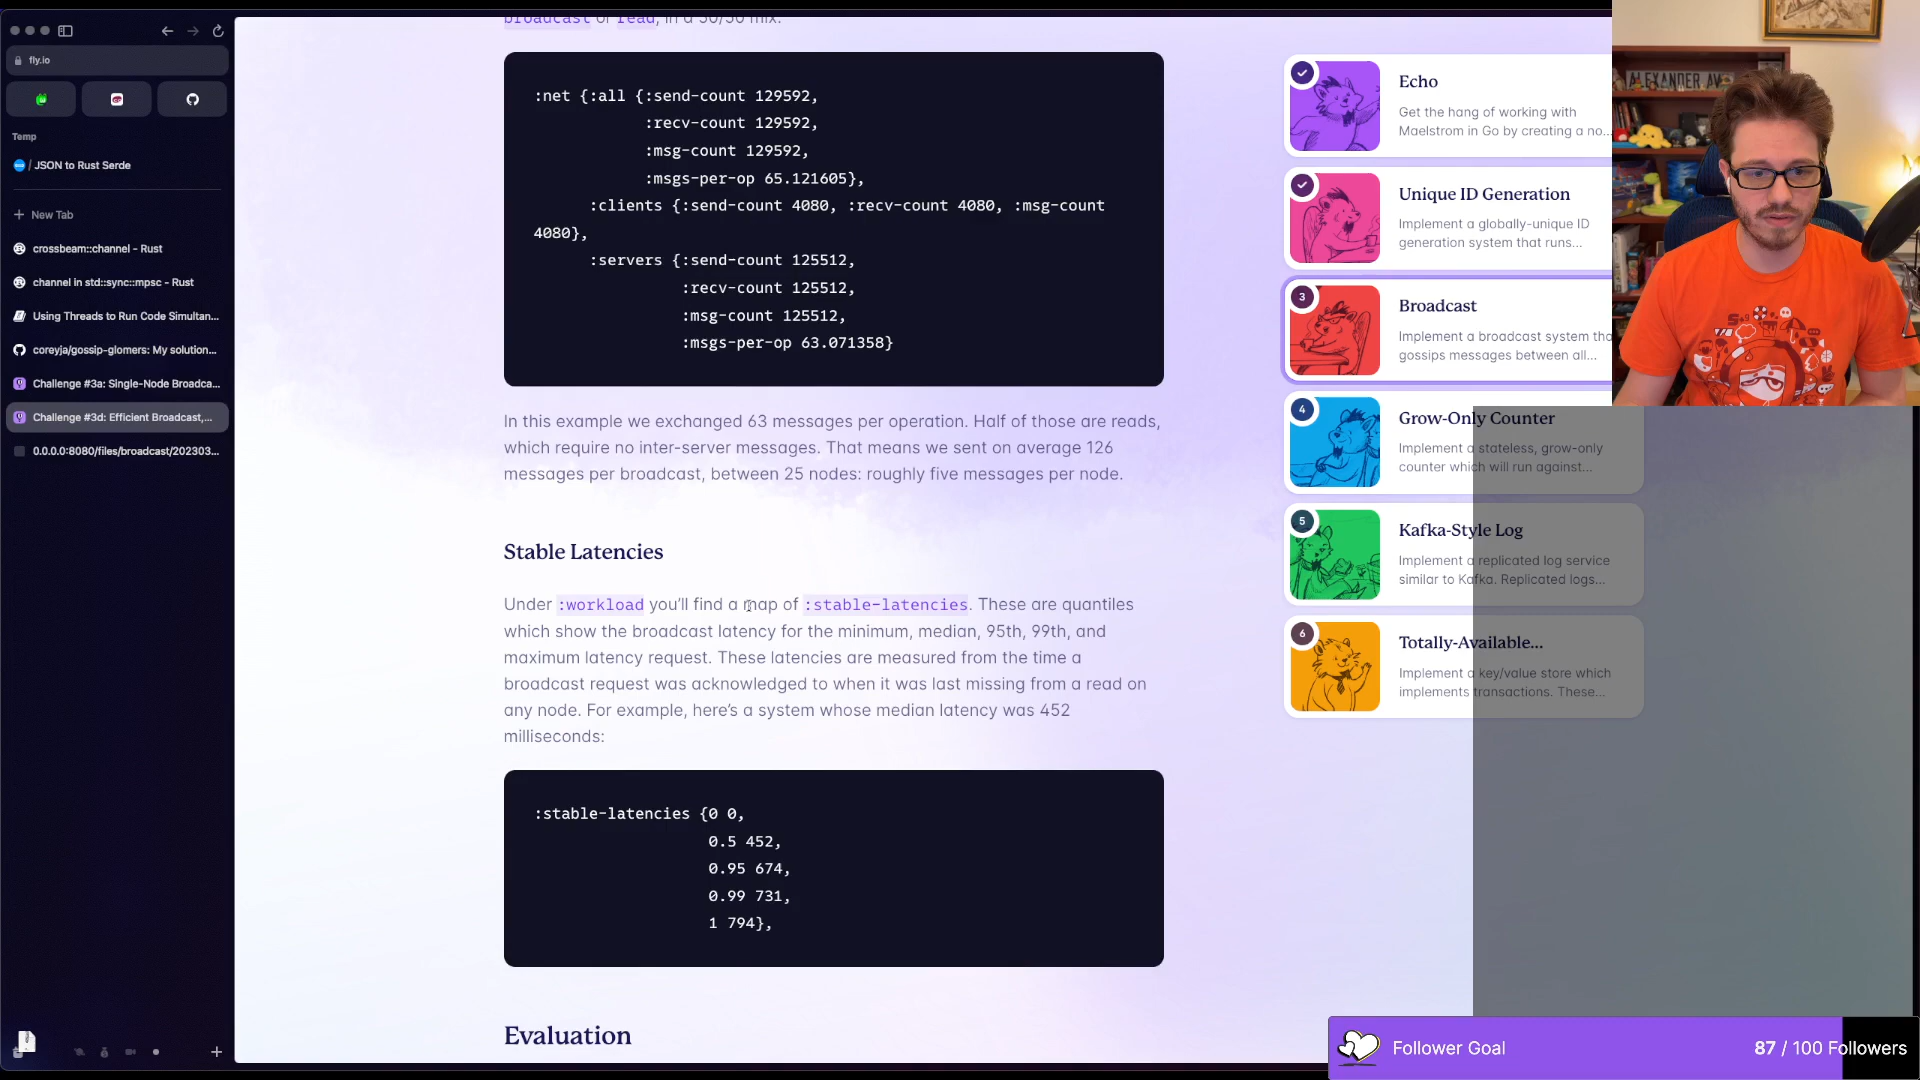 fly.io
Temp
/ JSON to Rust Serde
New Tab
crossbeam::channel - Rust
channel in std::sync::mpsc - Rust
Using Threads to Run Code Simultan...
coreyja/gossip-glomers: My solution...
Challenge #3a: Single-Node Broadca...
Challenge #3d: Efficient Broadcast,...
0.0.0.0:8080/files/broadcast/202303...
broadcast or read, in a 50/50 mix.
:net {:all {:send-count 129592,
:recv-count 129592,
:msg-count 129592,
:msgs-per-op 65.121605},
:clients {:send-count 4080, :recv-count 4080, :msg-count
4080},
:servers {:send-count 125512,
:recv-count 125512,
:msg-count 125512,
:msgs-per-op 63.071358}
In this example we exchanged 63 messages per operation. Half of those are reads,
which require no inter-server messages. That means we sent on average 126
messages per broadcast, between 25 nodes: roughly five messages per node.
Stable Latencies
Under :workload you'll find a map of :stable-latencies. These are quantiles
which show the broadcast latency for the minimum, median, 95th, 99th, and
maximum latency request. These latencies are measured from the time a
broadcast request was acknowledged to when it was last missing from a read on
any node. For example, here's a system whose median latency was 452
milliseconds:
:stable-latencies {0 0,
0.5 452,
0.95 674,
0.99 731,
1 794},
Evaluation
Echo
Get the hang of working with
Maelstrom in Go by creating a no...
Unique ID Generation
Implement a globally-unique ID
generation system that runs...
3
Broadcast
Implement a broadcast system tha
gossips messages between all...
4
Grow-Only Counter
Implement a stateless, grow-only
counter which will run against...
5
Kafka-Style Log
Implement a replicated log service
similar to Kafka. Replicated logs...
6
Totally-Available...
Implement a key/value store which
implements transactions. These...
ALEXANDER AV
Follower Goal
87 / 100 Followers